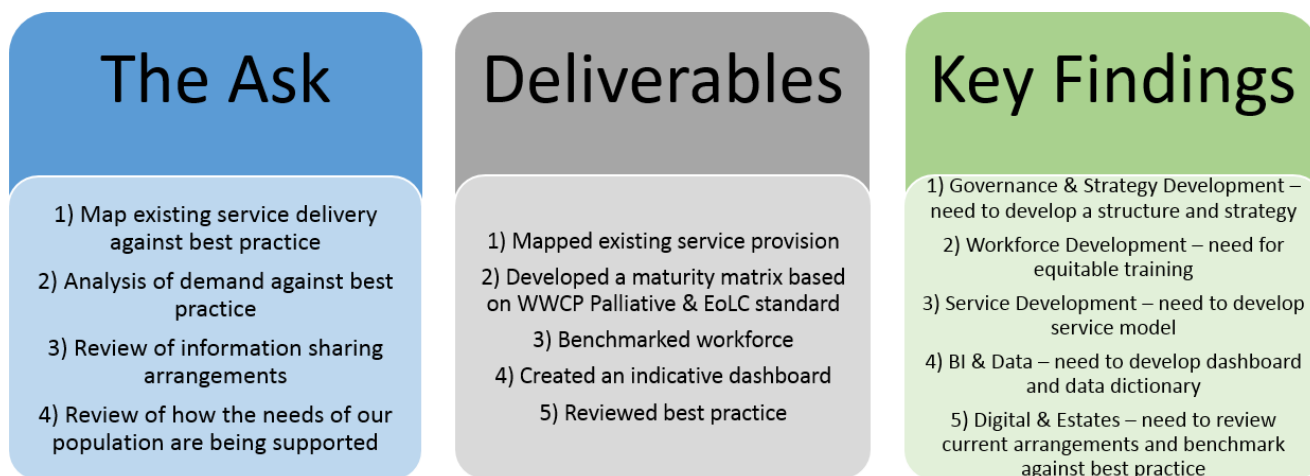 The Ask
1) Map existing service delivery
against best practice
2) Analysis of demand against best
practice
3) Review of information sharing
arrangements
4) Review of how the needs of our
population are being supported
Deliverables
1) Mapped existing service provision
2) Developed a maturity matrix based
on WWCP Palliative & EoLC standard
3) Benchmarked workforce
4) Created an indicative dashboard
5) Reviewed best practice
Key Findings
1) Governance & Strategy Development –
need to develop a structure and strategy
2) Workforce Development – need for
equitable training
3) Service Development – need to develop
service model
4) BI & Data – need to develop dashboard
and data dictionary
5) Digital & Estates – need to review
current arrangements and benchmark
against best practice